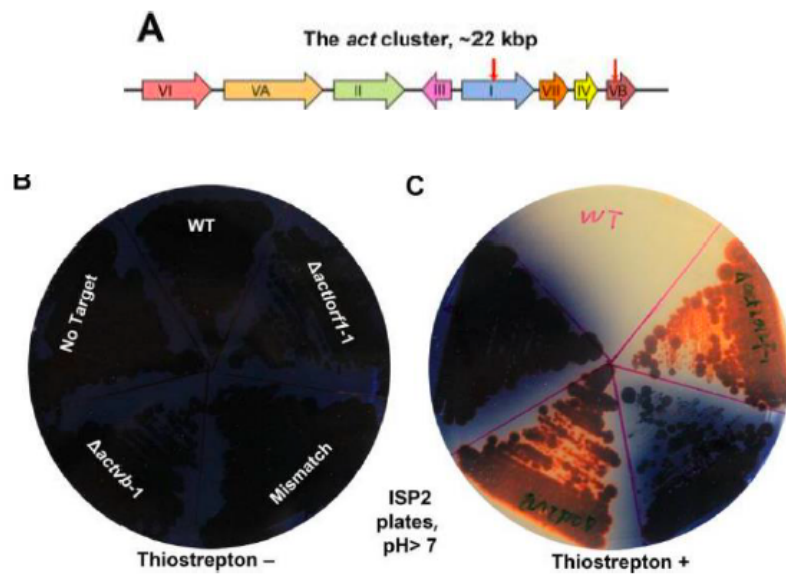 A
The act cluster, ~22 kbp
VI VA II III I VII IV VB
B
WT
ΔactIorf1-1
No Target
Δactvb-1
Mismatch
Thiostrepton –
ISP2
plates,
pH> 7
C
WT
Thiostrepton +